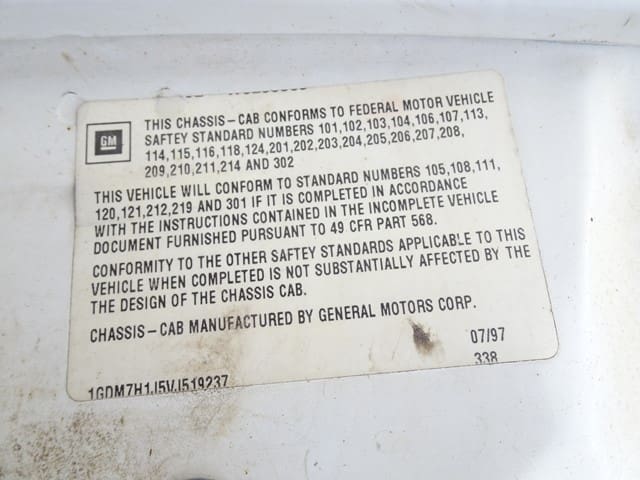 GM
THIS CHASSIS-CAB CONFORMS TO FEDERAL MOTOR VEHICLE
SAFTEY STANDARD NUMBERS 101,102,103,104,106,107,113,
114,115,116,118,124,201,202,203,204,205,206,207,208,
209,210,211,214 AND 302
THIS VEHICLE WILL CONFORM TO STANDARD NUMBERS 105,108,111,
120,121,212,219 AND 301 IF IT IS COMPLETED IN ACCORDANCE
WITH THE INSTRUCTIONS CONTAINED IN THE INCOMPLETE VEHICLE
DOCUMENT FURNISHED PURSUANT TO 49 CFR PART 568.
CONFORMITY TO THE OTHER SAFTEY STANDARDS APPLICABLE TO THIS
VEHICLE WHEN COMPLETED IS NOT SUBSTANTIALLY AFFECTED BY THE
THE DESIGN OF THE CHASSIS CAB.
CHASSIS-CAB MANUFACTURED BY GENERAL MOTORS CORP.
07/97
338
1GDM7H1J5VJ519237